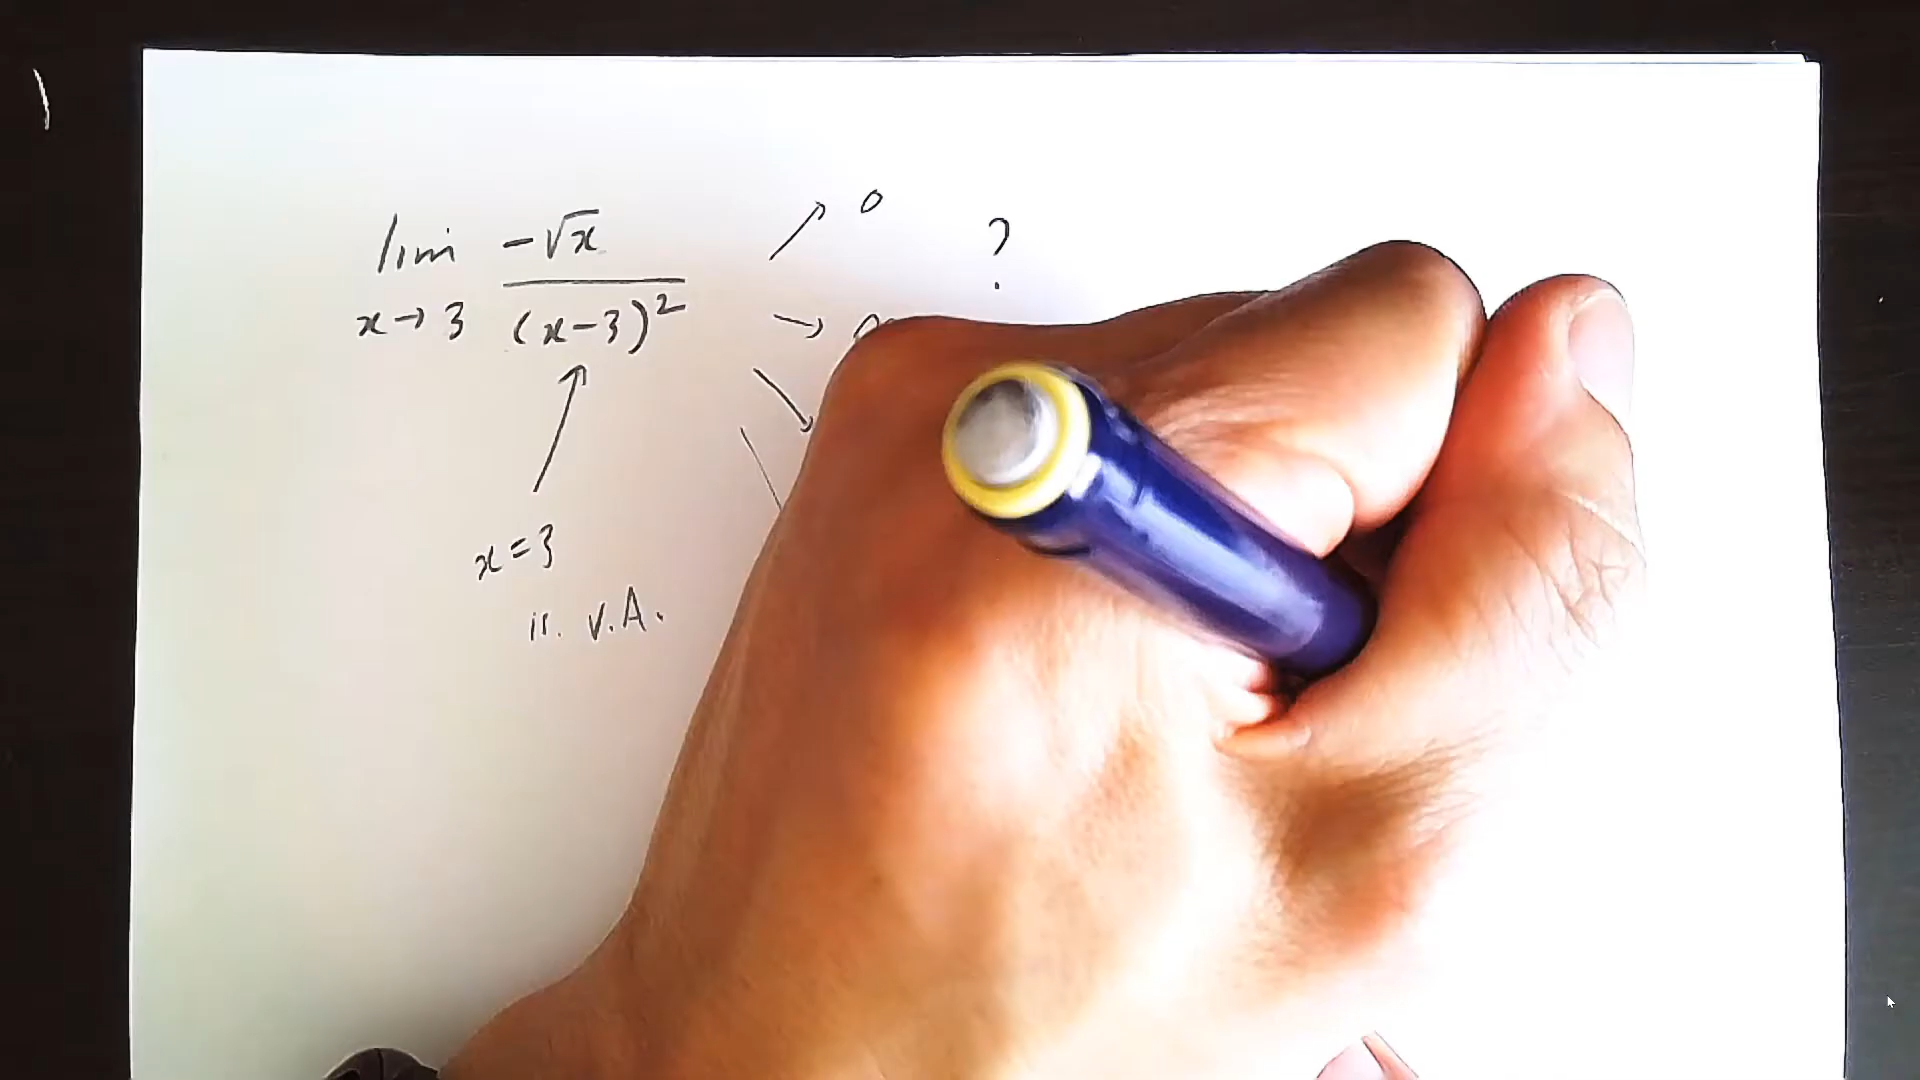 lim -√x ↗ 0 ?
x→3 (x-3)² →
x=3
is V.A.